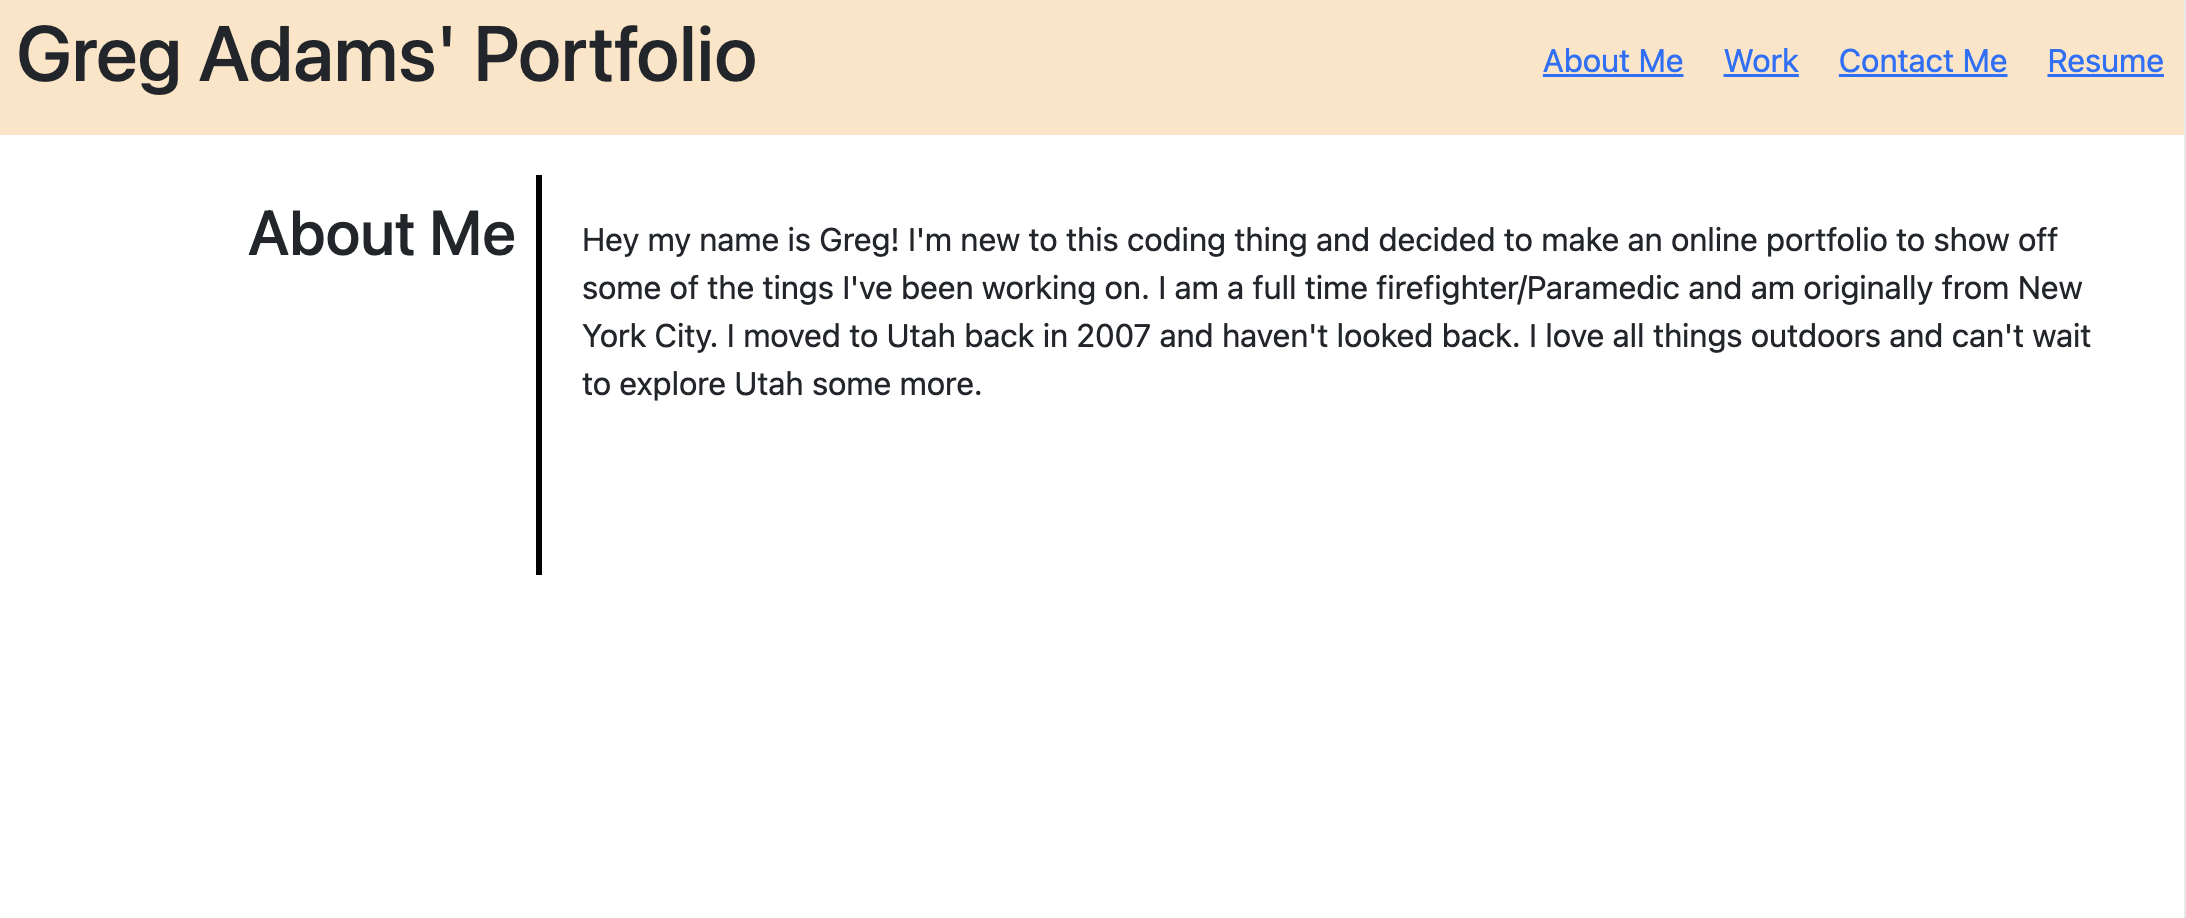 Greg Adams' Portfolio
About Me Work Contact Me Resume
About Me
Hey my name is Greg! I'm new to this coding thing and decided to make an online portfolio to show off
some of the tings I've been working on. I am a full time firefighter/Paramedic and am originally from New
York City. I moved to Utah back in 2007 and haven't looked back. I love all things outdoors and can't wait
to explore Utah some more.